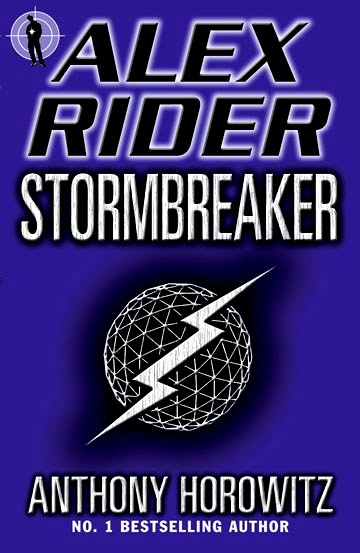 ALEX
RIDER
STORMBREAKER
ANTHONY HOROWITZ
NO. 1 BESTSELLING AUTHOR